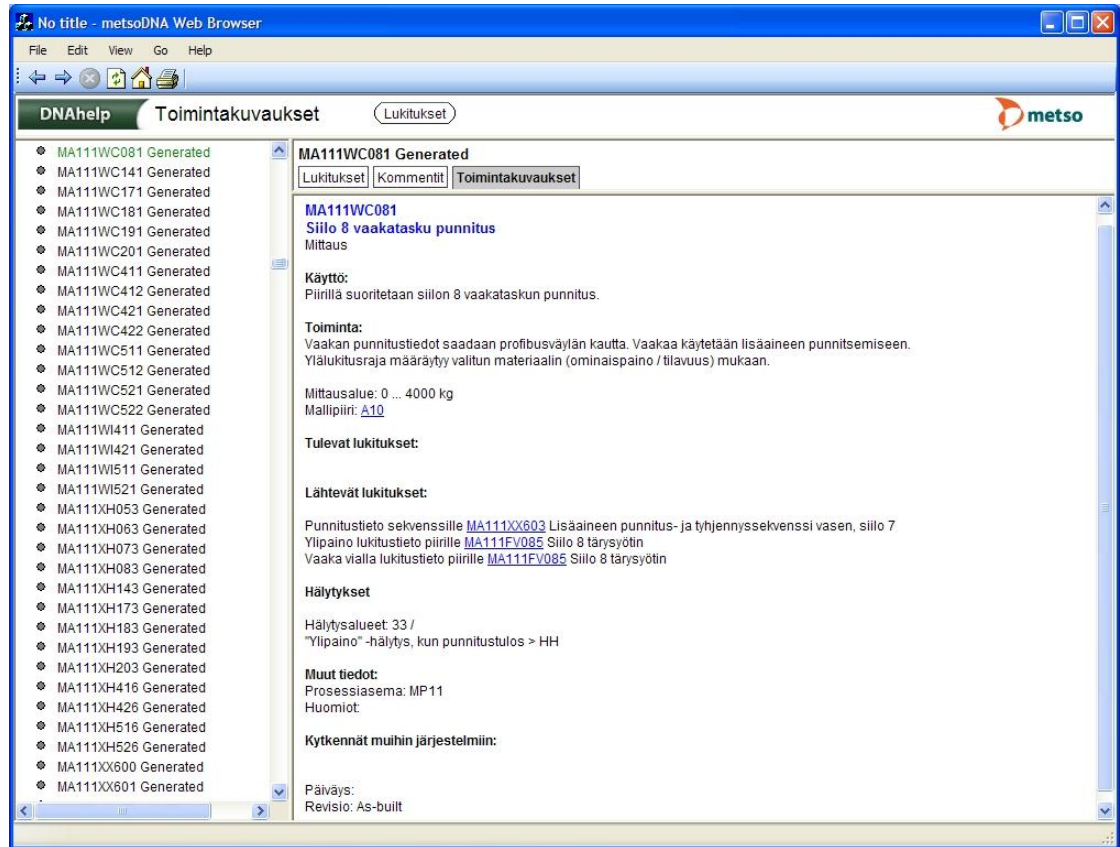 No title - metsoDNA Web Browser
File Edit View Go Help
DNAhelp Toimintakuvaukset Lukitukset metso
MA111WC081 Generated
MA111WC141 Generated
MA111WC171 Generated
MA111WC181 Generated
MA111WC191 Generated
MA111WC201 Generated
MA111WC411 Generated
MA111WC412 Generated
MA111WC421 Generated
MA111WC422 Generated
MA111WC511 Generated
MA111WC512 Generated
MA111WC521 Generated
MA111WC522 Generated
MA111WI411 Generated
MA111WI421 Generated
MA111WI511 Generated
MA111WI521 Generated
MA111XH053 Generated
MA111XH063 Generated
MA111XH073 Generated
MA111XH083 Generated
MA111XH143 Generated
MA111XH173 Generated
MA111XH183 Generated
MA111XH193 Generated
MA111XH203 Generated
MA111XH416 Generated
MA111XH426 Generated
MA111XH516 Generated
MA111XH526 Generated
MA111XX600 Generated
MA111XX601 Generated
MA111WC081 Generated
Lukitukset Kommentit Toimintakuvaukset
MA111WC081
Siilo 8 vaakatasku punnitus
Mittaus
Käyttö:
Piirillä suoritetaan siilon 8 vaakataskun punnitus.
Toiminta:
Vaakan punnitustiedot saadaan profibusväylän kautta. Vaakaa käytetään lisäaineen punnitsemiseen.
Ylälukitusraja määräytyy valitun materiaalin (ominaispaino / tilavuus) mukaan.
Mittausalue: 0 ... 4000 kg
Mallipiiri: A10
Tulevat lukitukset:
Lähtevät lukitukset:
Punnitustieto sekvenssille MA111XX603 Lisäaineen punnitus- ja tyhjennyssekvenssi vasen, siilo 7
Ylipaino lukitustieto piirille MA111FV085 Siilo 8 tärysyötin
Vaaka vialla lukitustieto piirille MA111FV085 Siilo 8 tärysyötin
Hälytykset
Hälytysalueet: 33 /
"Ylipaino" -hälytys, kun punnitustulos > HH
Muut tiedot:
Prosessiasema: MP11
Huomiot:
Kytkennät muihin järjestelmiin:
Päiväys:
Revisio: As-built